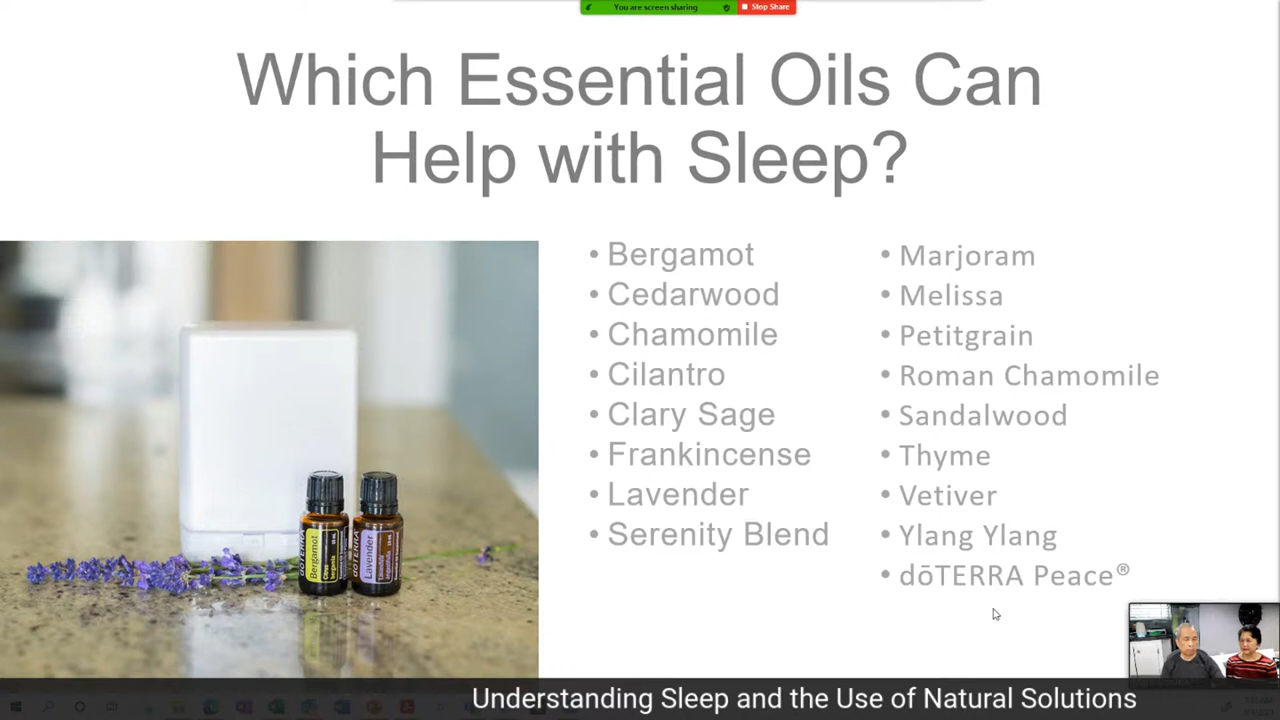 You are screen sharing
Stop Share
Which Essential Oils Can
Help with Sleep?
• Bergamot
• Cedarwood
• Chamomile
• Cilantro
• Clary Sage
• Frankincense
• Lavender
• Serenity Blend
• Marjoram
• Melissa
• Petitgrain
• Roman Chamomile
• Sandalwood
• Thyme
• Vetiver
• Ylang Ylang
• dōTERRA Peace®
dōTERRA
Bergamot
dōTERRA
Lavender
Understanding Sleep and the Use of Natural Solutions